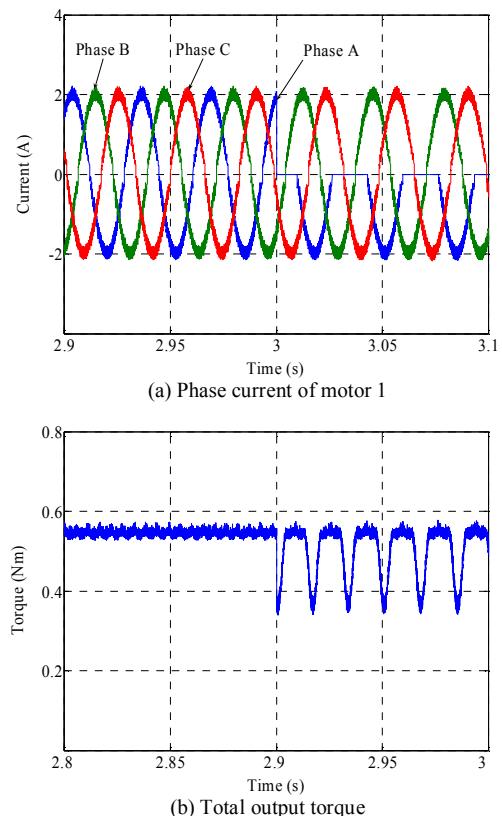 4
Phase B
Phase C
Phase A
2
Current (A)
0
-2
2.9
2.95
3
3.05
3.1
Time (s)
(a) Phase current of motor 1
0.8
0.6
Torque (Nm)
0.4
0.2
2.8
2.85
2.9
2.95
3
Time (s)
(b) Total output torque